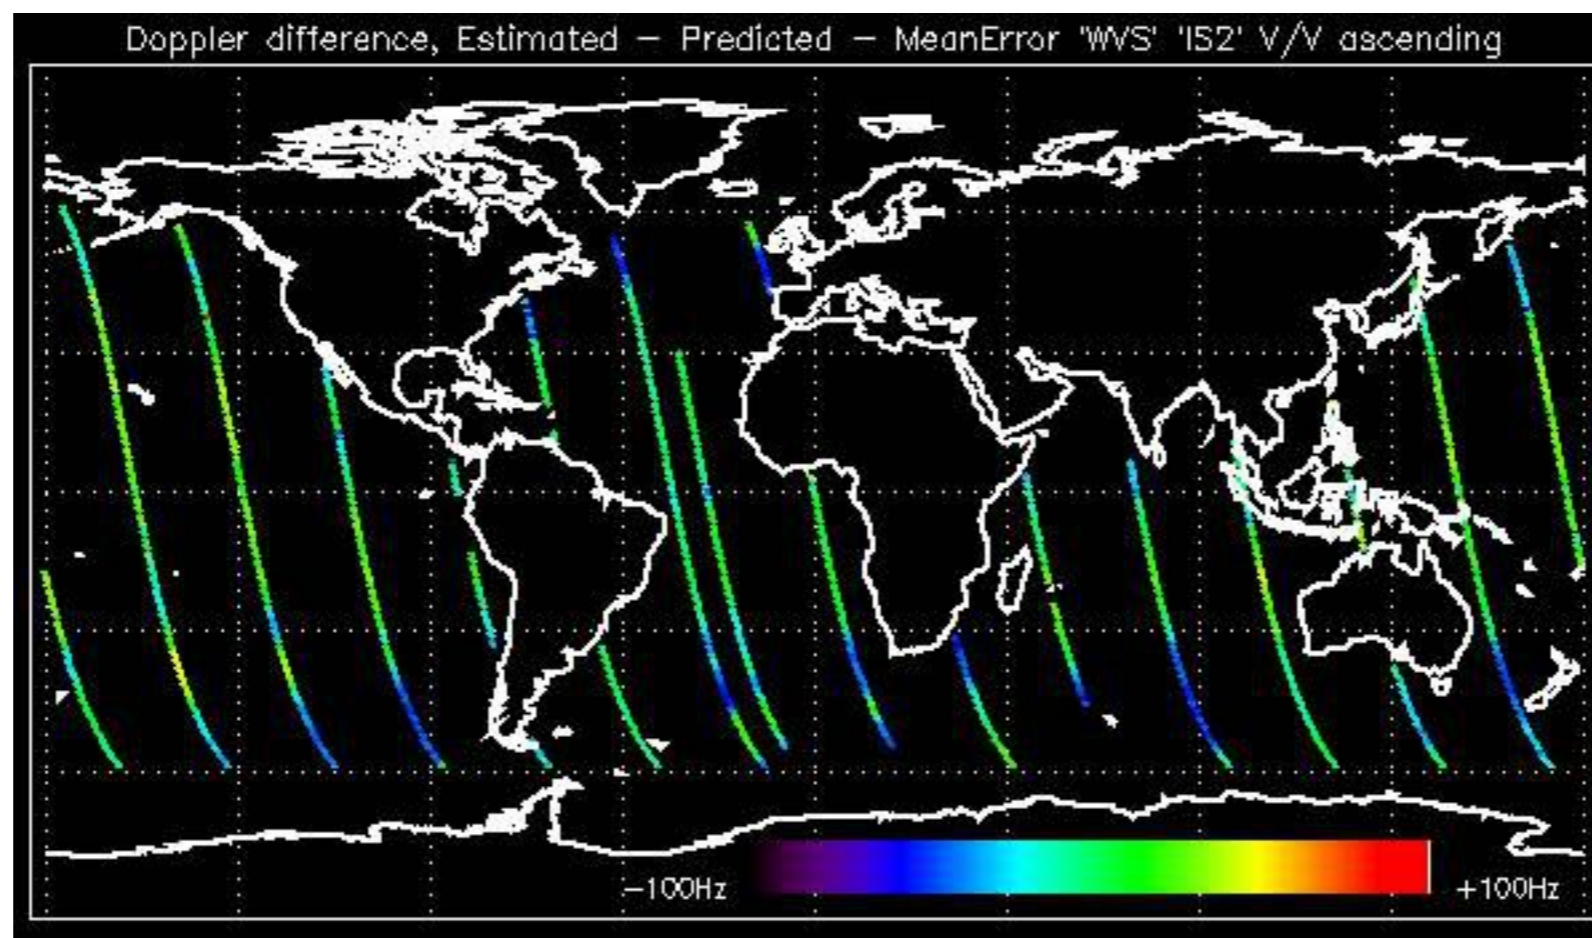 Doppler difference, Estimated – Predicted – MeanError 'WVS' 'IS2' V/V ascending
-100Hz +100Hz